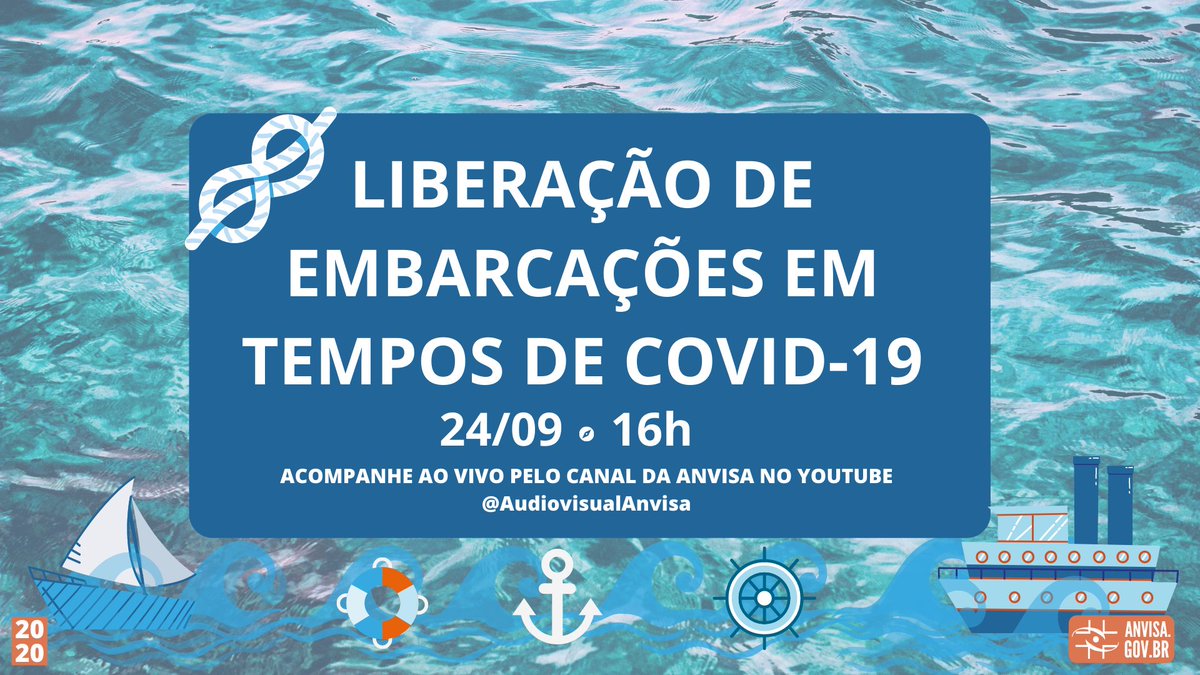 LIBERAÇÃO DE
EMBARCAÇÕES EM
TEMPOS DE COVID-19
24/09 16h
ACOMPANHE AO VIVO PELO CANAL DA ANVISA NO YOUTUBE
@AudiovisualAnvisa
20
20
ANVISA.
GOV.BR